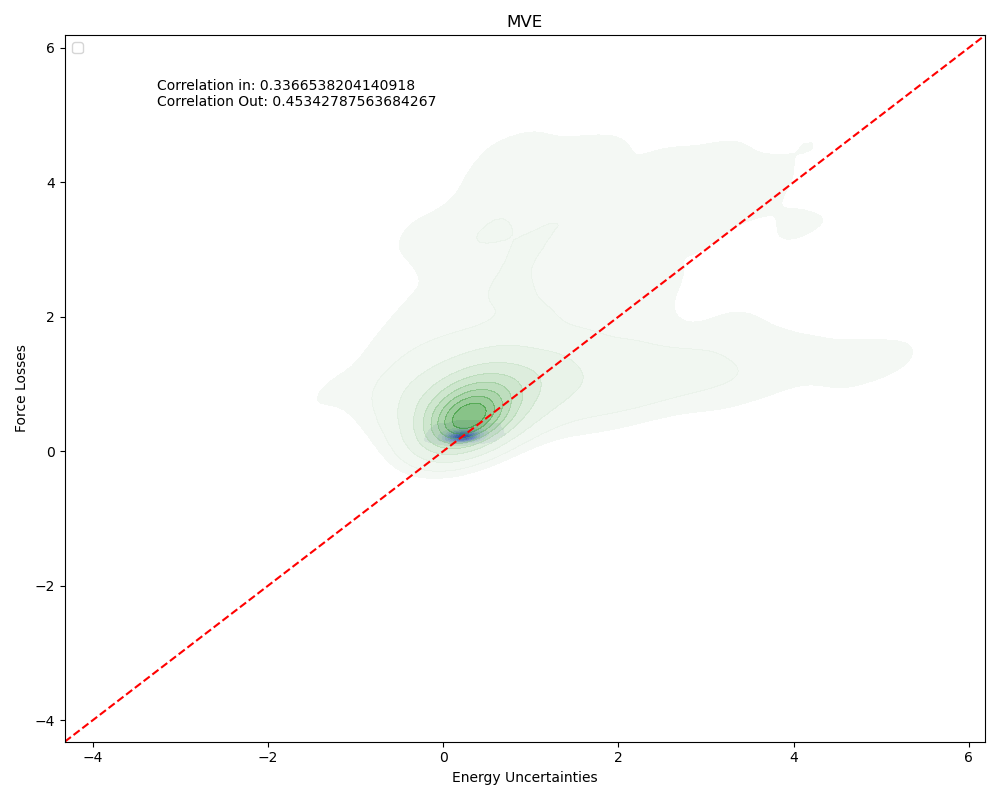 MVE
6
Correlation in: 0.3366538204140918
Correlation Out: 0.45342787563684267
4
2
0
−2
−4
Force Losses
−4 −2 0 2 4 6
Energy Uncertainties